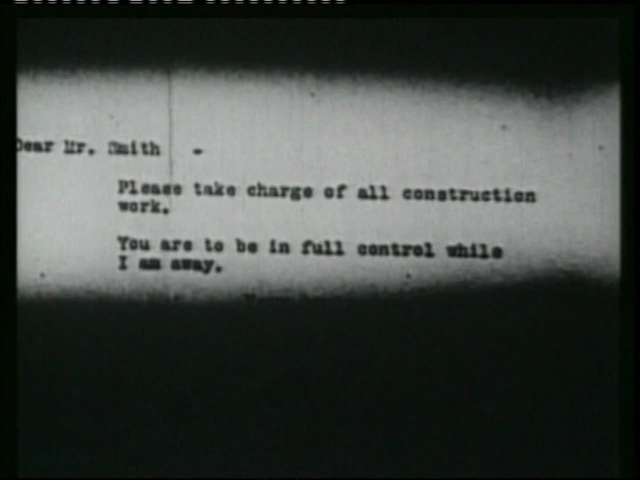 Dear Mr. Smith -
Please take charge of all construction
work.
You are to be in full control while
I am away.